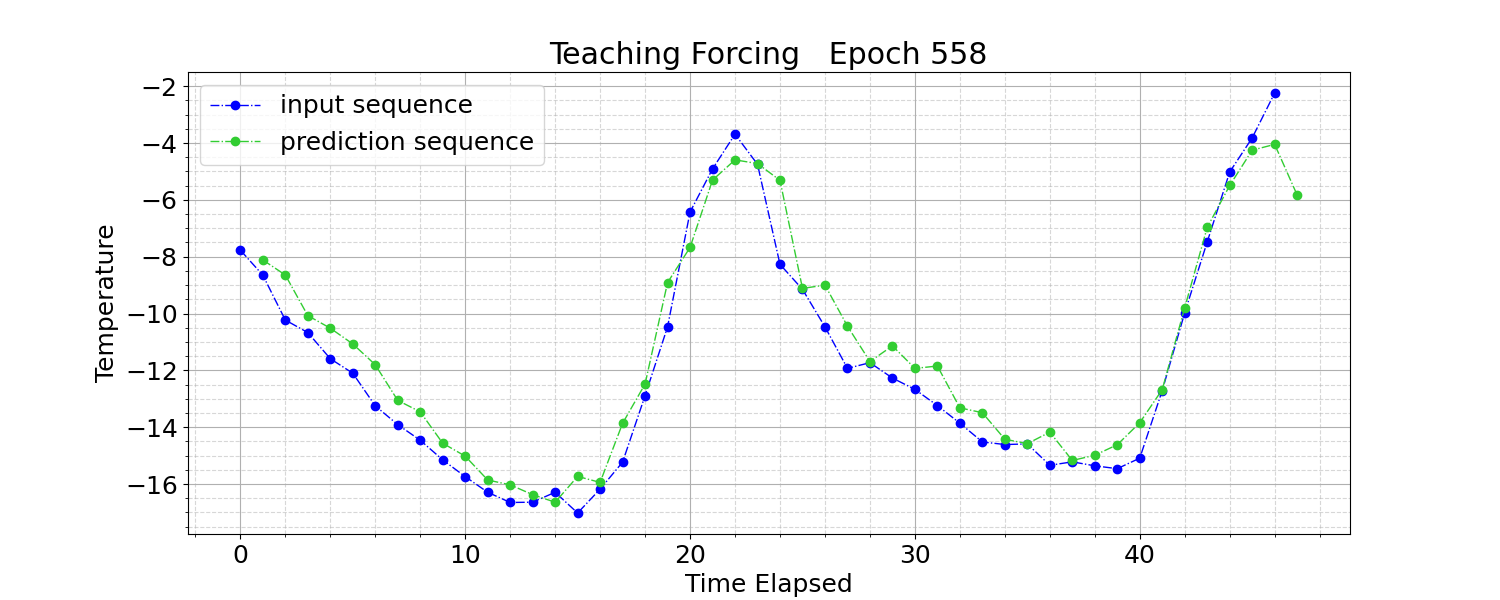 Teaching Forcing   Epoch 558
input sequence
prediction sequence
−2
−4
−6
−8
−10
−12
−14
−16
Temperature
0 10 20 30 40
Time Elapsed